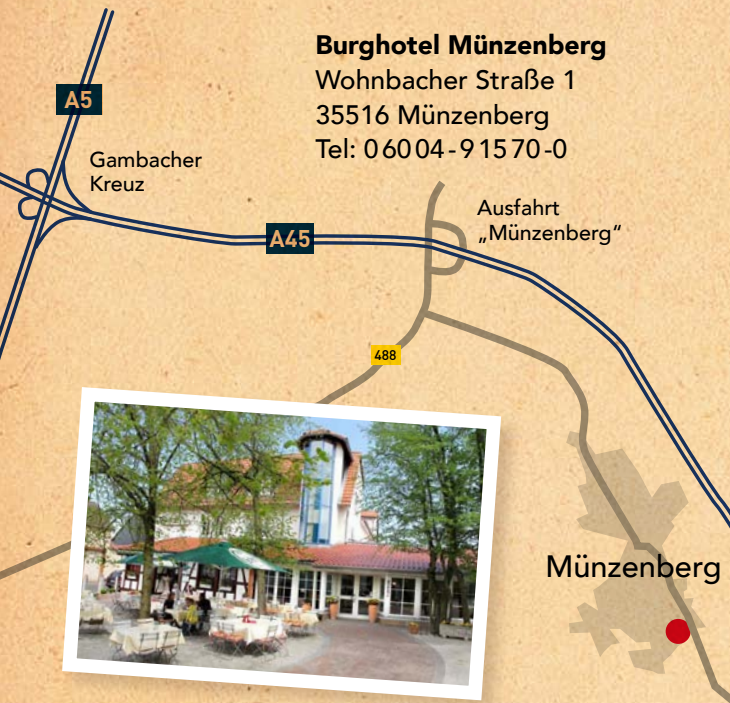 Burghotel Münzenberg
Wohnbacher Straße 1
35516 Münzenberg
Tel: 06004-91570-0
A5
Gambacher
Kreuz
Ausfahrt
„Münzenberg“
A45
488
Münzenberg